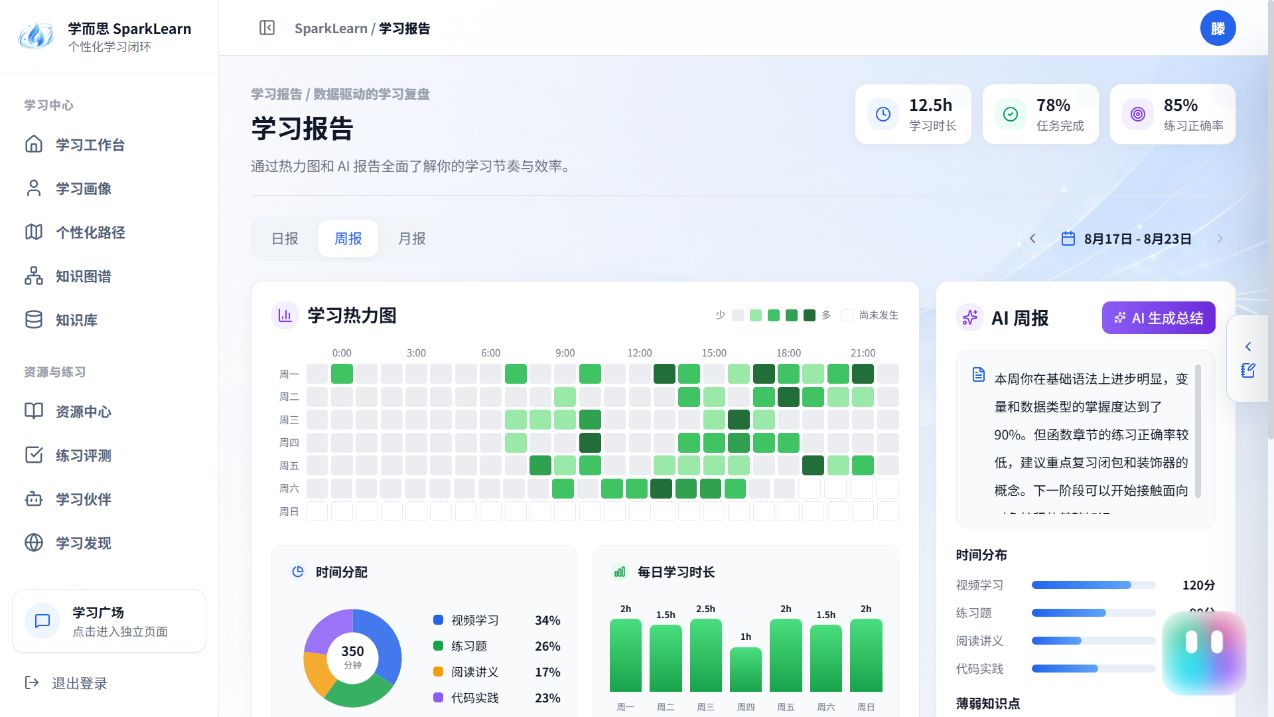 学而思 SparkLearn
个性化学习闭环
学习中心
学习工作台
学习画像
个性化路径
知识图谱
知识库
资源与练习
资源中心
练习评测
学习伙伴
学习发现
学习广场
点击进入独立页面
退出登录
SparkLearn / 学习报告
滕
学习报告 / 数据驱动的学习复盘
学习报告
通过热力图和 AI 报告全面了解你的学习节奏与效率。
12.5h
学习时长
78%
任务完成
85%
练习正确率
日报 周报 月报
8月17日 - 8月23日
学习热力图
少 多 尚未发生
0:00 3:00 6:00 9:00 12:00 15:00 18:00 21:00
周一
周二
周三
周四
周五
周六
周日
时间分配
350
分钟
视频学习 34%
练习题 26%
阅读讲义 17%
代码实践 23%
每日学习时长
2h 1.5h 2.5h 1h 2h 1.5h 2h
周一 周二 周三 周四 周五 周六 周日
AI 周报
AI 生成总结
本周你在基础语法上进步明显，变
量和数据类型的掌握度达到了
90%。但函数章节的练习正确率较
低，建议重点复习闭包和装饰器的
概念。下一阶段可以开始接触面向
时间分布
视频学习 120分
练习题
阅读讲义
代码实践
薄弱知识点